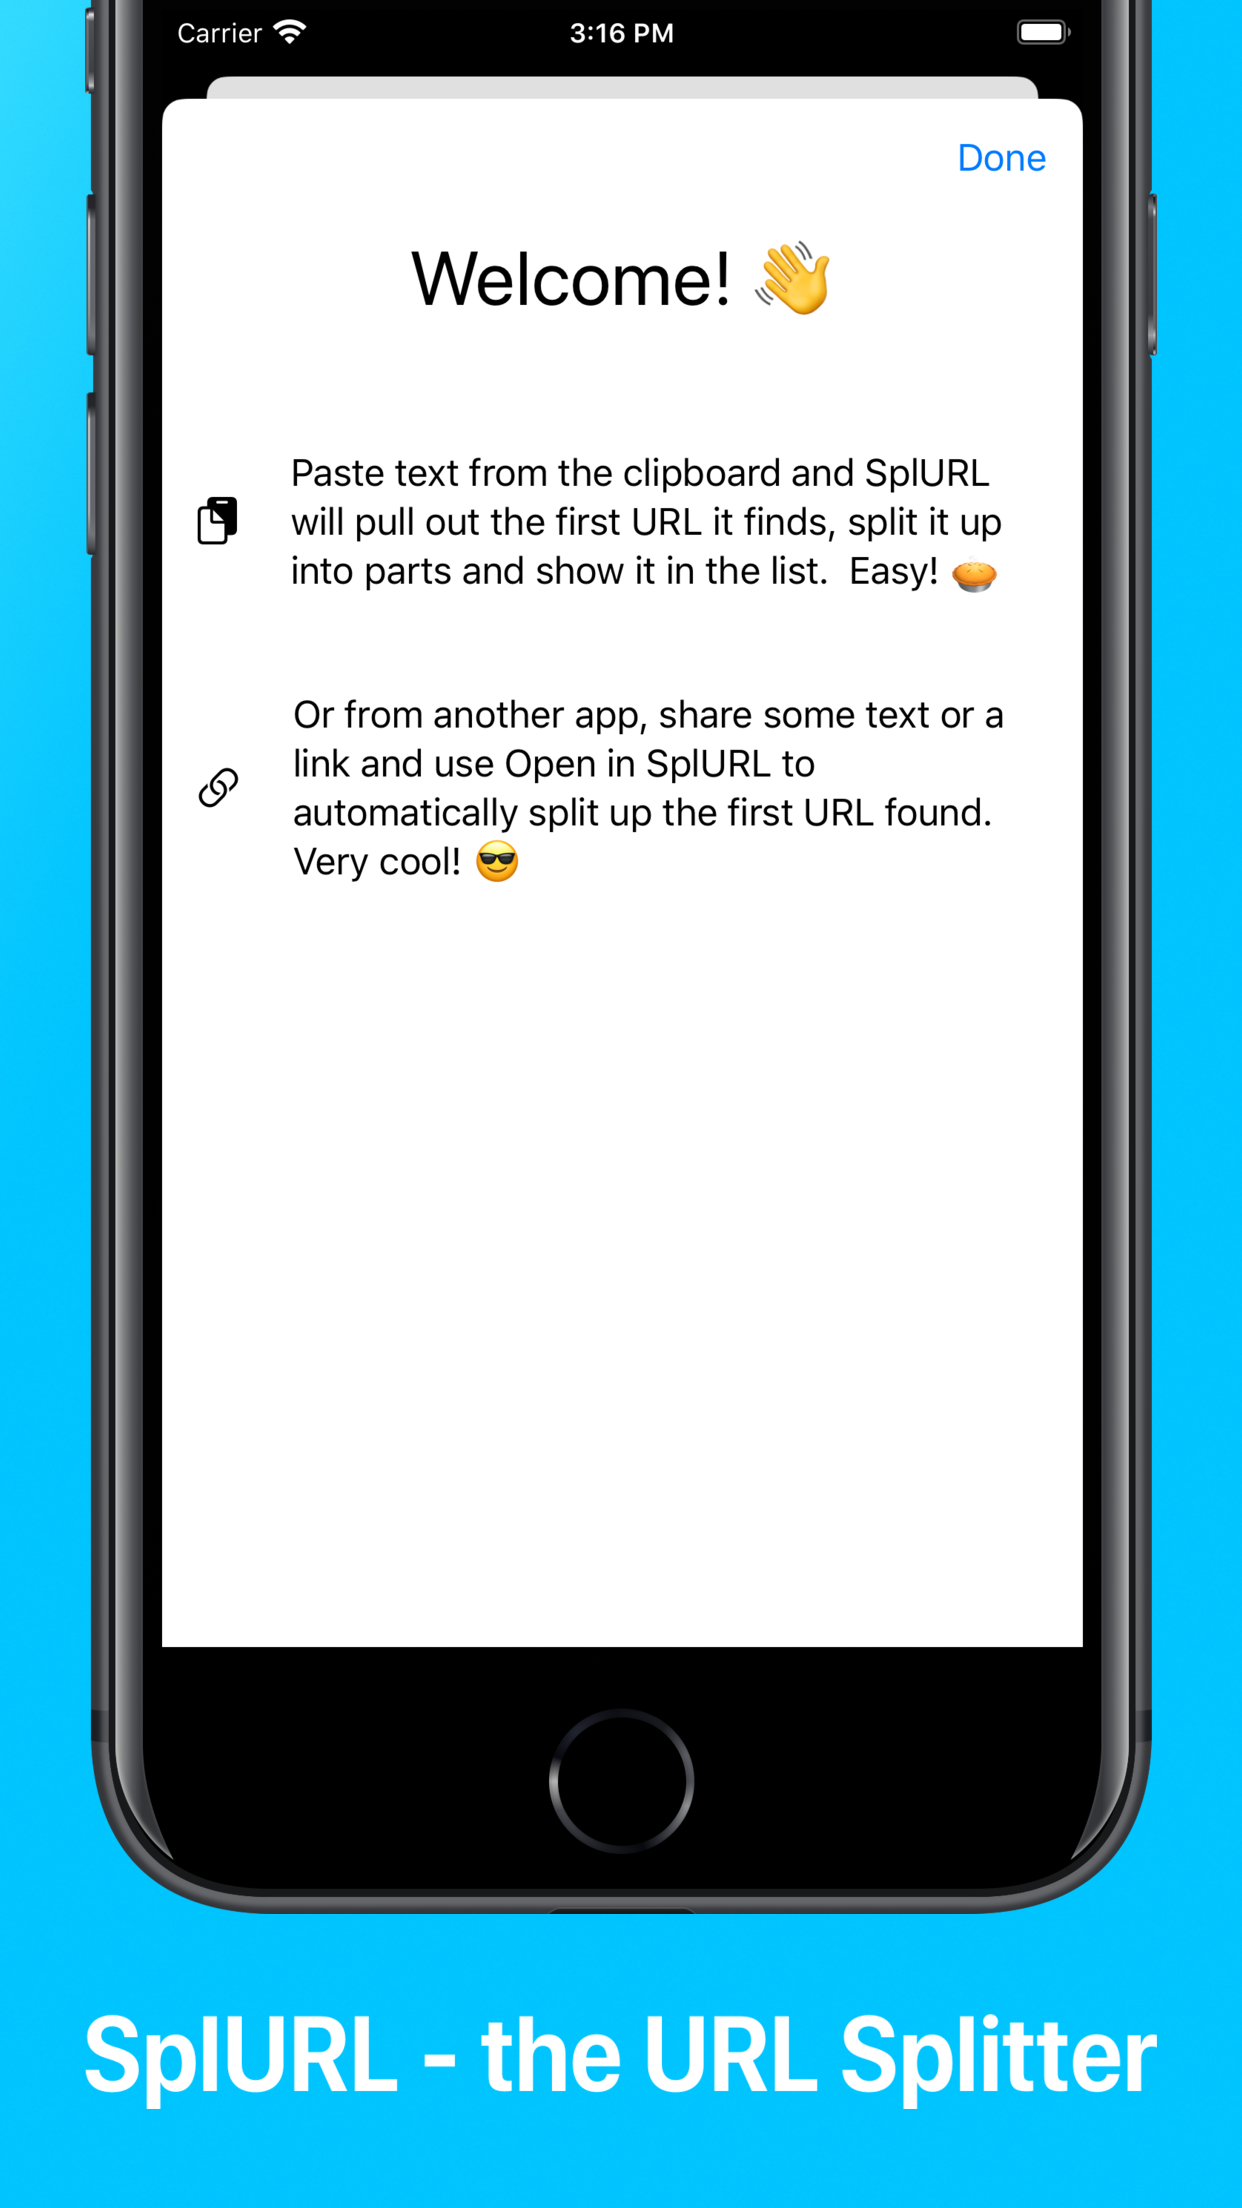 Carrier 3:16 PM
Done
Welcome! 👋
Paste text from the clipboard and SplURL
will pull out the first URL it finds, split it up
into parts and show it in the list.  Easy! 🥧
Or from another app, share some text or a
link and use Open in SplURL to
automatically split up the first URL found.
Very cool! 😎
SplURL - the URL Splitter